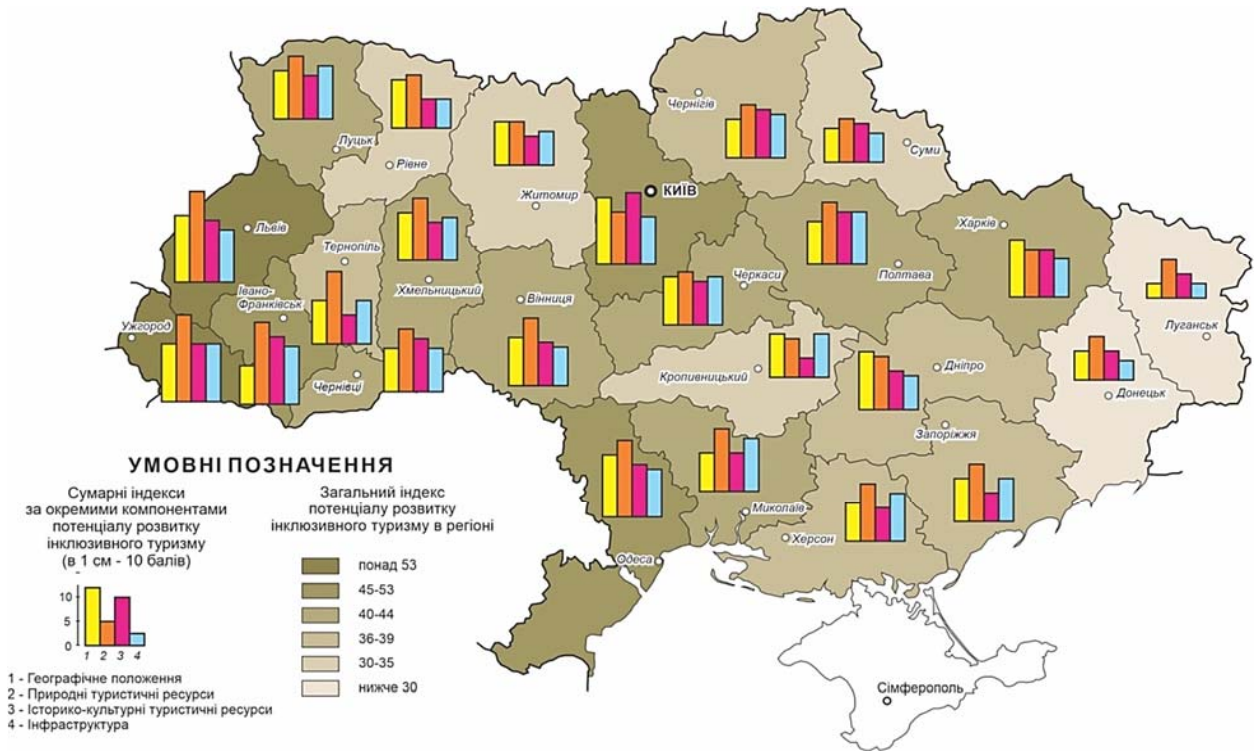 Чернігів
Луцьк
Суми
Рівне
КИЇВ
Житомир
Львів
Харків
Тернопіль
Полтава
Черкаси
Івано-
Франківськ
Хмельницький
Вінниця
Ужгород
Луганськ
Чернівці
Кропивницький
Дніпро
Донецьк
Запоріжжя
Миколаїв
Херсон
Одеса
Сімферополь
УМОВНІ ПОЗНАЧЕННЯ
Сумарні індекси
за окремими компонентами
потенціалу розвитку
інклюзивного туризму
(в 1 см - 10 балів)
10
5
0
1 2 3 4
1 - Географічне положення
2 - Природні туристичні ресурси
3 - Історико-культурні туристичні ресурси
4 - Інфраструктура
Загальний індекс
потенціалу розвитку
інклюзивного туризму в регіоні
понад 53
45-53
40-44
36-39
30-35
нижче 30